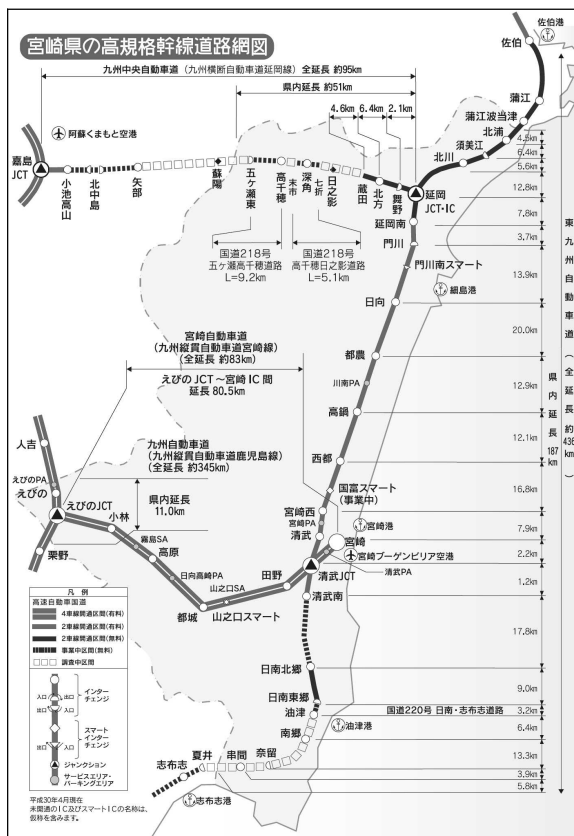 宮崎県の高規格幹線道路網図
九州中央自動車道（九州横断自動車道延岡線）全延長 約95km
県内延長 約51km
4.6km
6.4km
2.1km
阿蘇くまもと空港
嘉島
JCT
小池高山
北中島
矢部
蘇陽
五ヶ瀬東
高千穂
末市
深角
七折
日之影
蔵田
北方
舞野
延岡
JCT・IC
国道218号
五ヶ瀬高千穂道路
L=9.2km
国道218号
高千穂日之影道路
L=5.1km
佐伯港
佐伯
蒲江
蒲江波当津
北浦
須美江
北川
延岡南
門川
門川南スマート
細島港
日向
都農
川南PA
高鍋
西都
国富スマート
（事業中）
宮崎西
宮崎PA
清武
宮崎港
宮崎
宮崎ブーゲンビリア空港
清武PA
清武JCT
清武南
日南北郷
日南東郷
油津
国道220号 日南・志布志道路
油津港
南郷
奈留
串間
夏井
志布志
志布志港
4.5km
6.4km
5.6km
12.8km
7.8km
3.7km
13.9km
20.0km
12.9km
12.1km
16.8km
7.9km
2.2km
1.2km
17.8km
9.0km
3.2km
6.4km
13.3km
3.9km
5.8km
県内延長 187km
東九州自動車道（全延長 約436km）
宮崎自動車道
（九州縦貫自動車道宮崎線）
（全延長 約83km）
えびのJCT～宮崎IC間
延長 80.5km
九州自動車道
（九州縦貫自動車道鹿児島線）
（全延長 約345km）
県内延長
11.0km
人吉
えびのPA
えびの
えびのJCT
栗野
小林
霧島SA
高原
日向高崎PA
都城
山之口SA
山之口スマート
田野
凡 例
高速自動車国道
4車線開通区間（有料）
2車線開通区間（有料）
2車線開通区間（無料）
事業中区間（無料）
調査中区間
入口
出口
出口
入口
インター
チェンジ
出口
入口
スマート
インター
チェンジ
ジャンクション
サービスエリア・
パーキングエリア
平成30年4月現在
未開通のIC及びスマートICの名称は、
仮称を含みます。